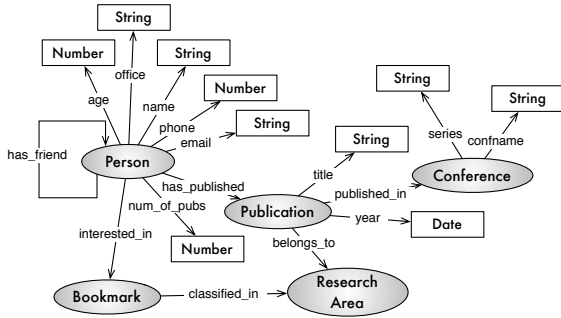 String
Number
office
String
age
name
Number
phone
email
String
has_friend
Person
String
String
series
confname
String
title
has_published
published_in
Conference
num_of_pubs
Publication
year
Date
interested_in
Number
belongs_to
Bookmark
classified_in
Research
Area